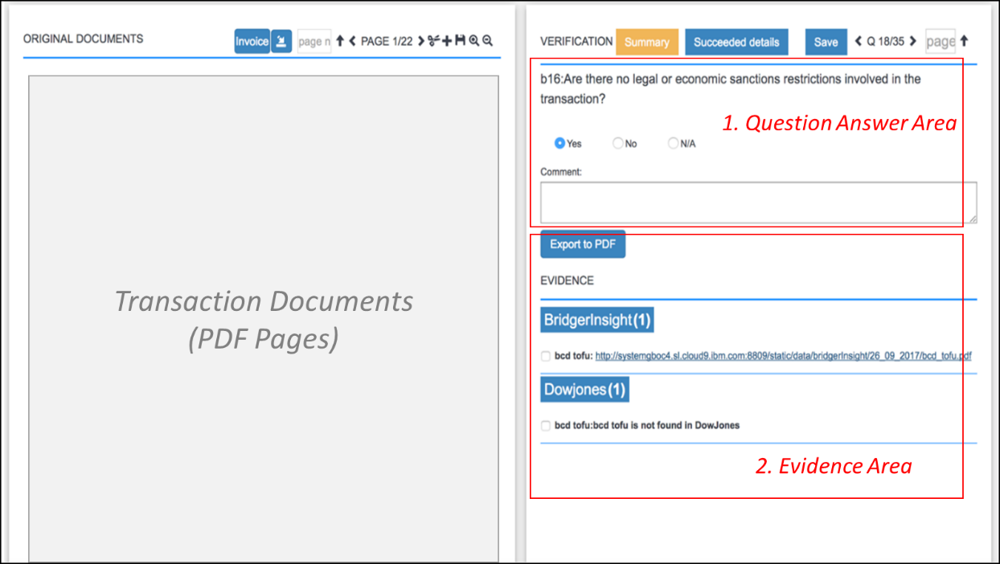 ORIGINAL DOCUMENTS
Invoice
page n
PAGE 1/22
Transaction Documents
(PDF Pages)
VERIFICATION
Summary
Succeeded details
Save
Q 18/35
page
b16:Are there no legal or economic sanctions restrictions involved in the
transaction?
1. Question Answer Area
Yes
No
N/A
Comment:
Export to PDF
EVIDENCE
BridgerInsight(1)
bcd tofu: http://systemgboc4.sl.cloud9.ibm.com:8809/static/data/bridgerInsight/26_09_2017/bcd_tofu.pdf
Dowjones(1)
bcd tofu:bcd tofu is not found in DowJones
2. Evidence Area